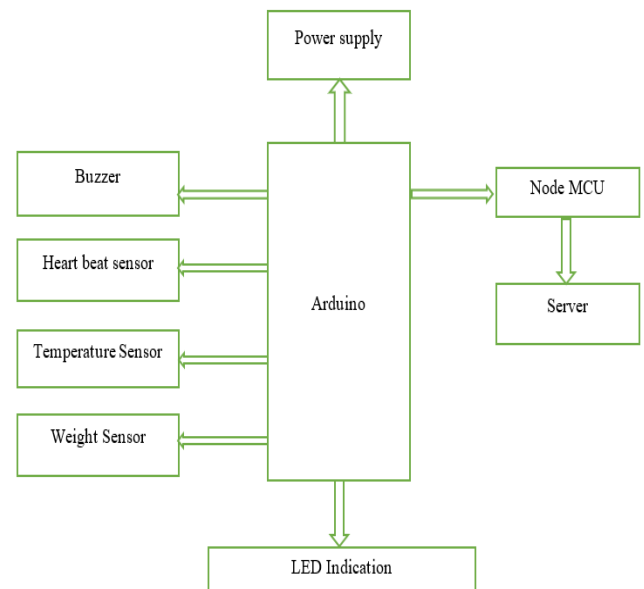 Power supply
Buzzer
Node MCU
Heart beat sensor
Arduino
Server
Temperature Sensor
Weight Sensor
LED Indication